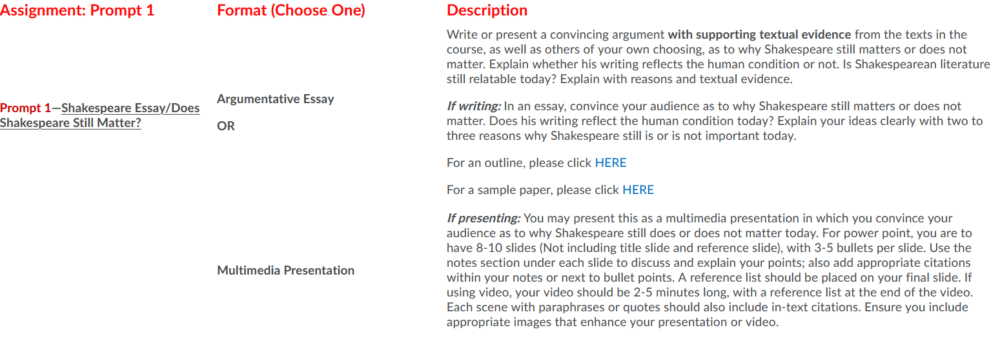 Assignment: Prompt 1
Format (Choose One)
Description
Prompt 1—Shakespeare Essay/Does
Shakespeare Still Matter?
Argumentative Essay
OR
Write or present a convincing argument with supporting textual evidence from the texts in the
course, as well as others of your own choosing, as to why Shakespeare still matters or does not
matter. Explain whether his writing reflects the human condition or not. Is Shakespearean literature
still relatable today? Explain with reasons and textual evidence.
If writing: In an essay, convince your audience as to why Shakespeare still matters or does not
matter. Does his writing reflect the human condition today? Explain your ideas clearly with two to
three reasons why Shakespeare still is or is not important today.
For an outline, please click HERE
For a sample paper, please click HERE
Multimedia Presentation
If presenting: You may present this as a multimedia presentation in which you convince your
audience as to why Shakespeare still does or does not matter today. For power point, you are to
have 8-10 slides (Not including title slide and reference slide), with 3-5 bullets per slide. Use the
notes section under each slide to discuss and explain your points; also add appropriate citations
within your notes or next to bullet points. A reference list should be placed on your final slide. If
using video, your video should be 2-5 minutes long, with a reference list at the end of the video.
Each scene with paraphrases or quotes should also include in-text citations. Ensure you include
appropriate images that enhance your presentation or video.